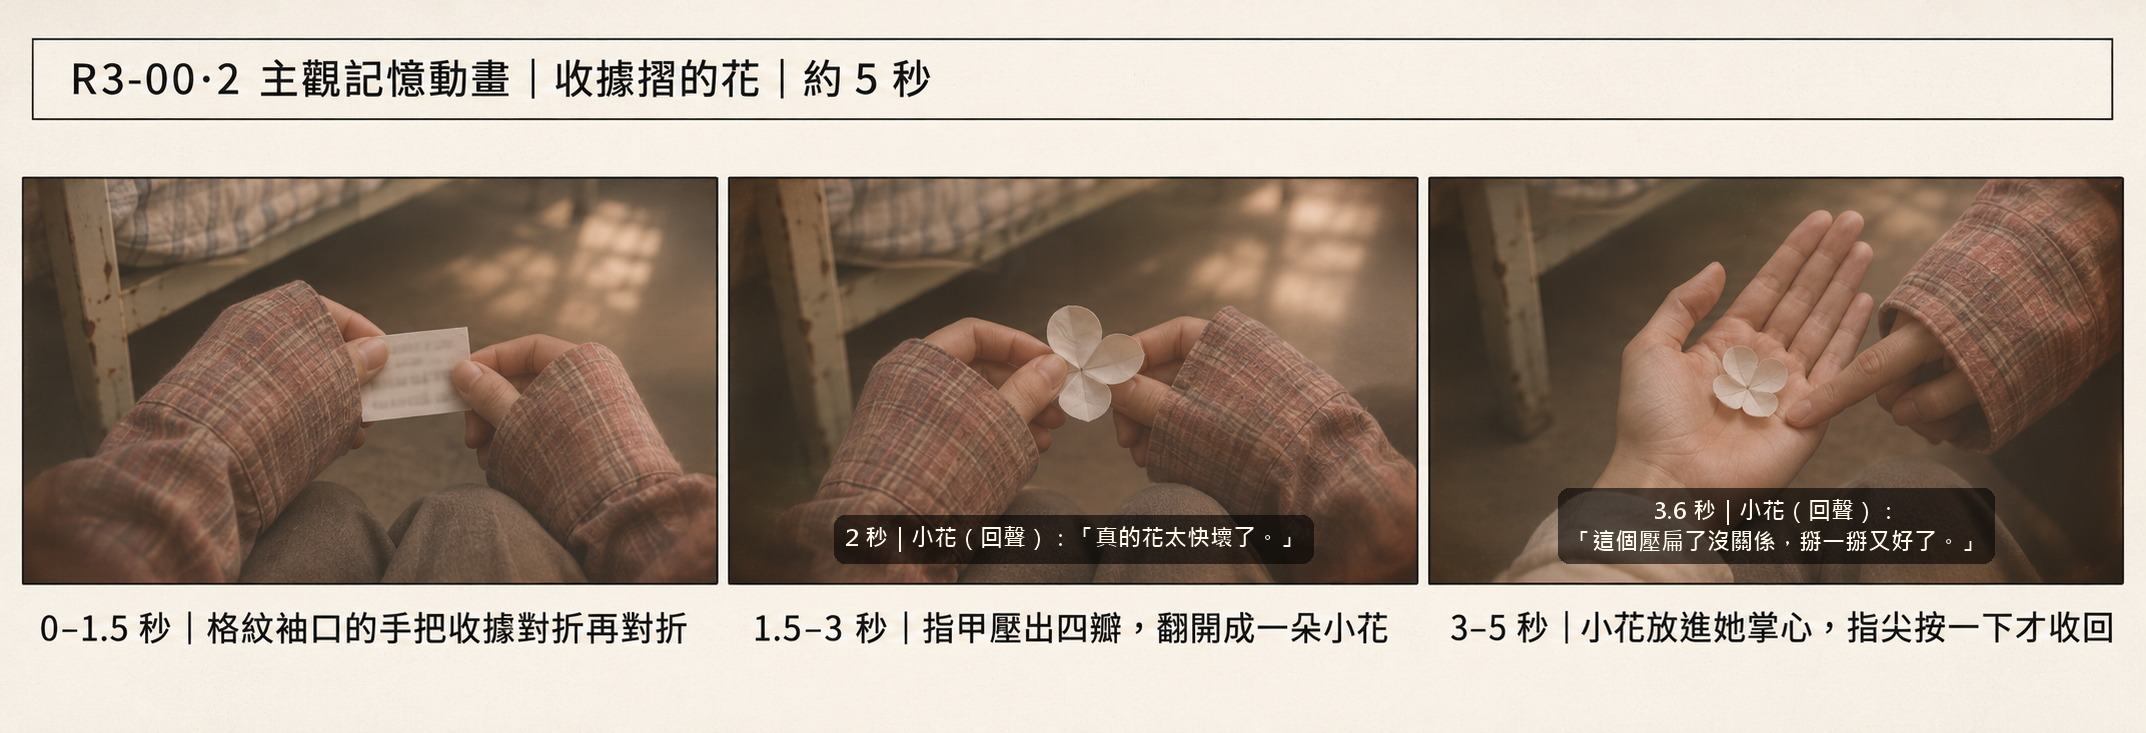 R3-00·2 主觀記憶動畫｜收據摺的花｜約 5 秒
2 秒｜小花（回聲）：「真的花太快壞了。」
3.6 秒｜小花（回聲）：
「這個壓扁了沒關係，掰一掰又好了。」
0–1.5 秒｜格紋袖口的手把收據對折再對折
1.5–3 秒｜指甲壓出四瓣，翻開成一朵小花
3–5 秒｜小花放進她掌心，指尖按一下才收回